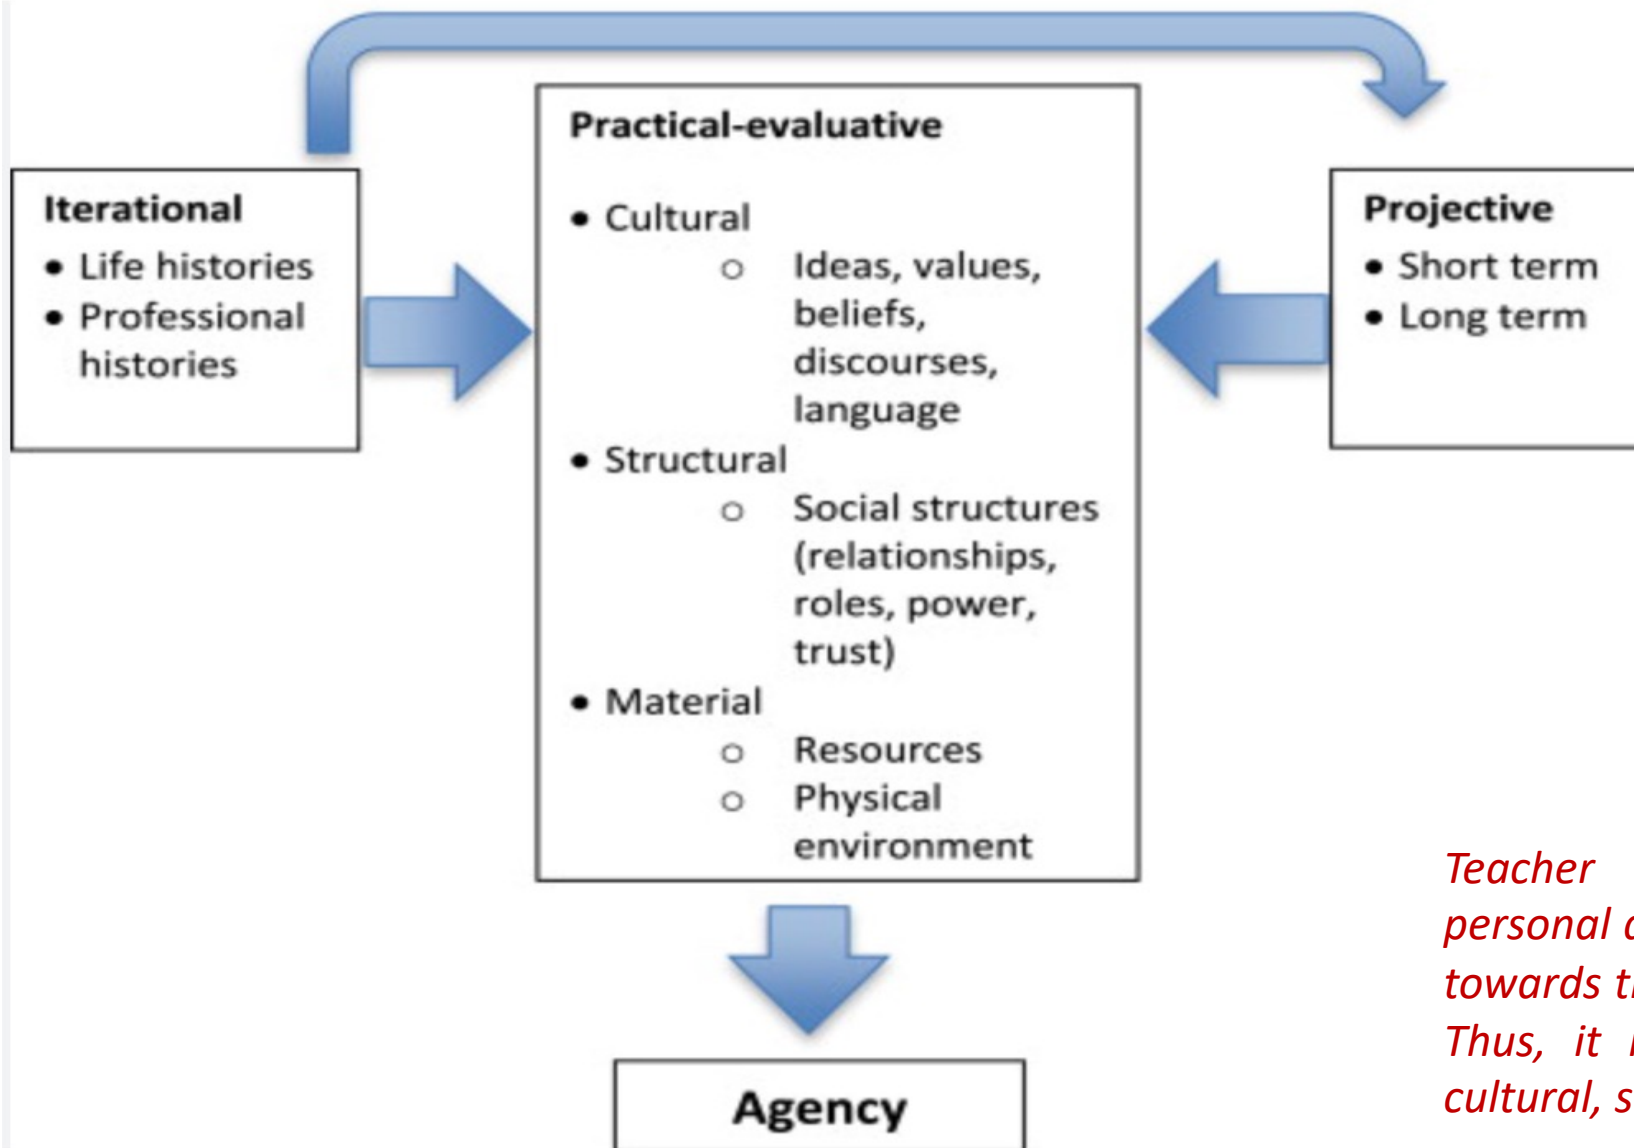 Iterational
• Life histories
• Professional
histories
Practical-evaluative
• Cultural
○ Ideas, values,
beliefs,
discourses,
language
• Structural
○ Social structures
(relationships,
roles, power,
trust)
• Material
○ Resources
○ Physical
environment
Projective
• Short term
• Long term
Agency
Teacher
personal
towards
Thus, it
cultural,